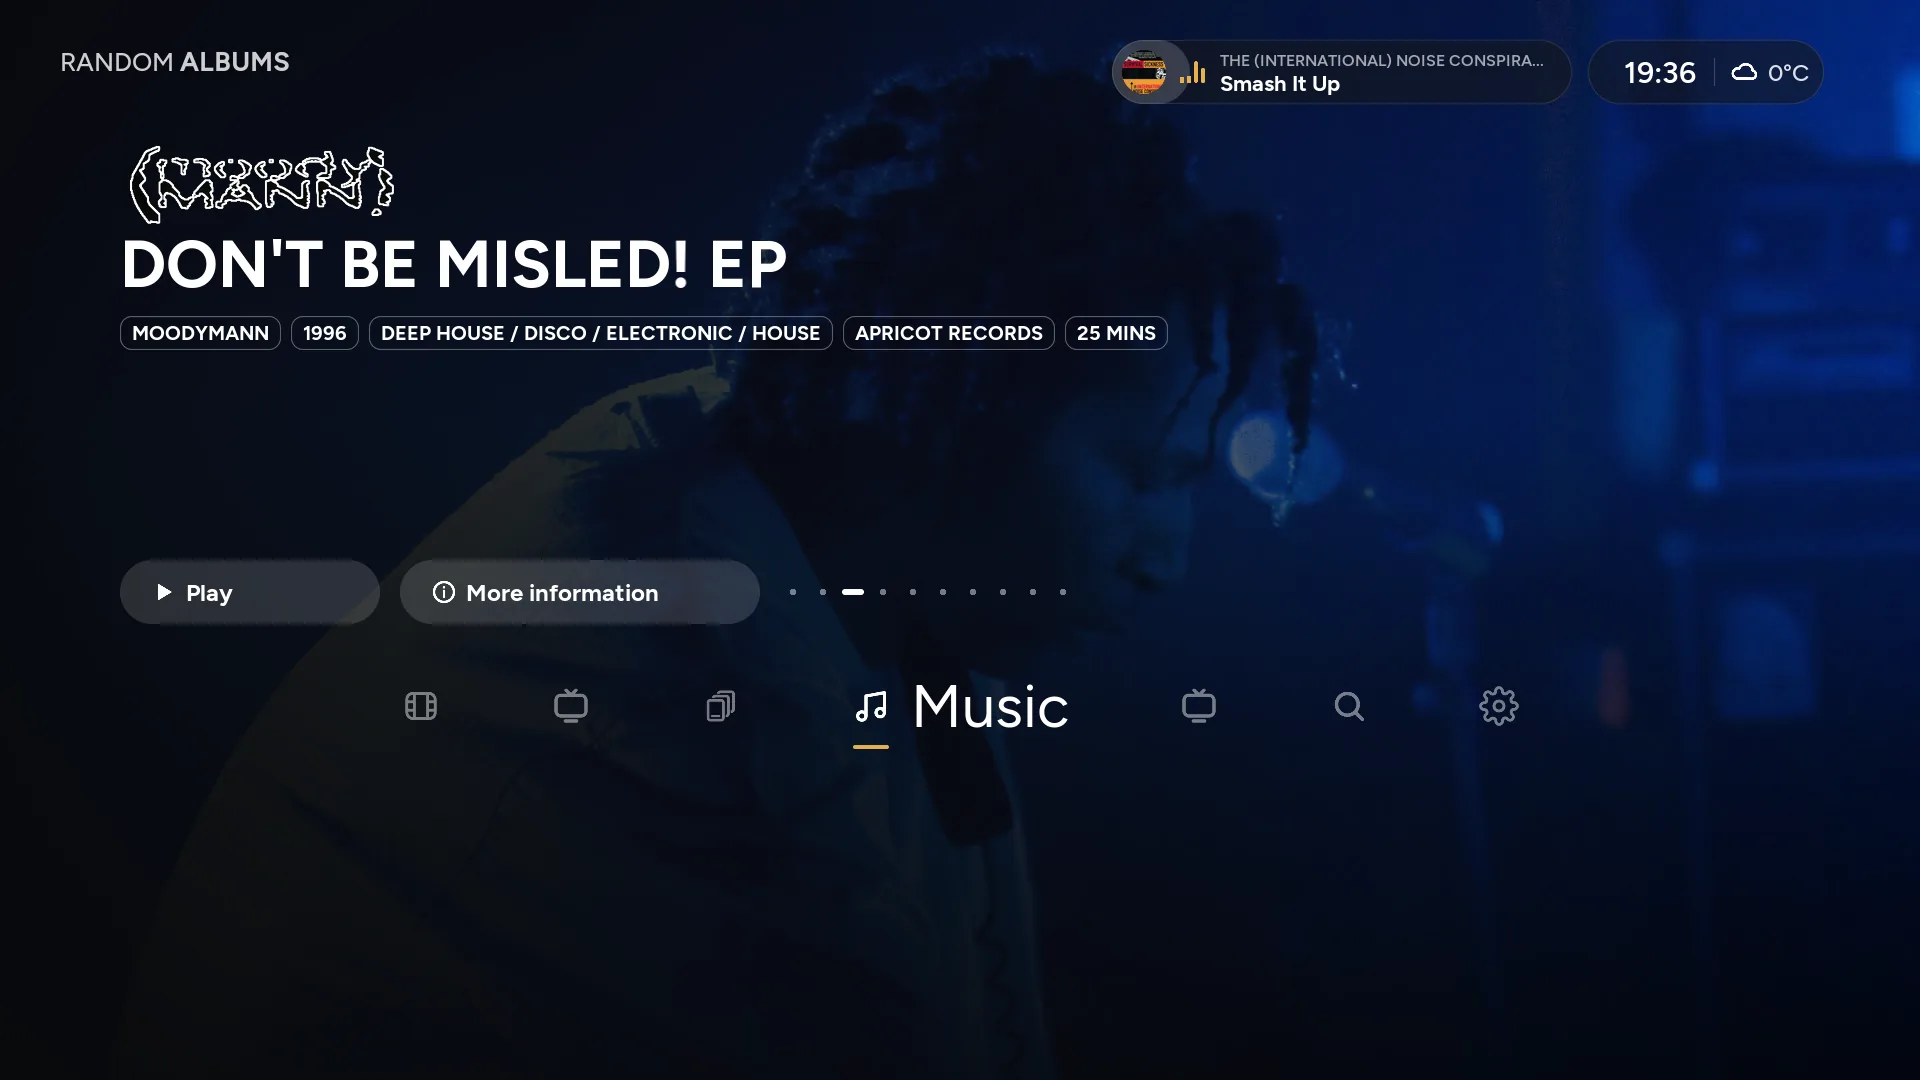 RANDOM ALBUMS
THE (INTERNATIONAL) NOISE CONSPIRA...
Smash It Up
19:36
0°C
MANN)
DON'T BE MISLED! EP
MOODYMANN
1996
DEEP HOUSE / DISCO / ELECTRONIC / HOUSE
APRICOT RECORDS
25 MINS
Play
More information
Music